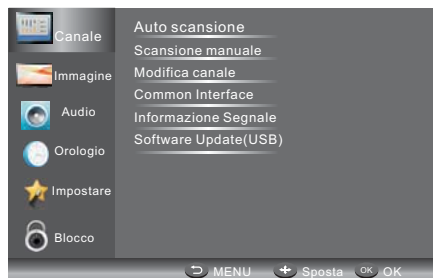 Canale
Immagine
Audio
Orologio
Impostare
Blocco
Auto scansione
Scansione manuale
Modifica canale
Common Interface
Informazione Segnale
Software Update(USB)
MENU Sposta OK OK